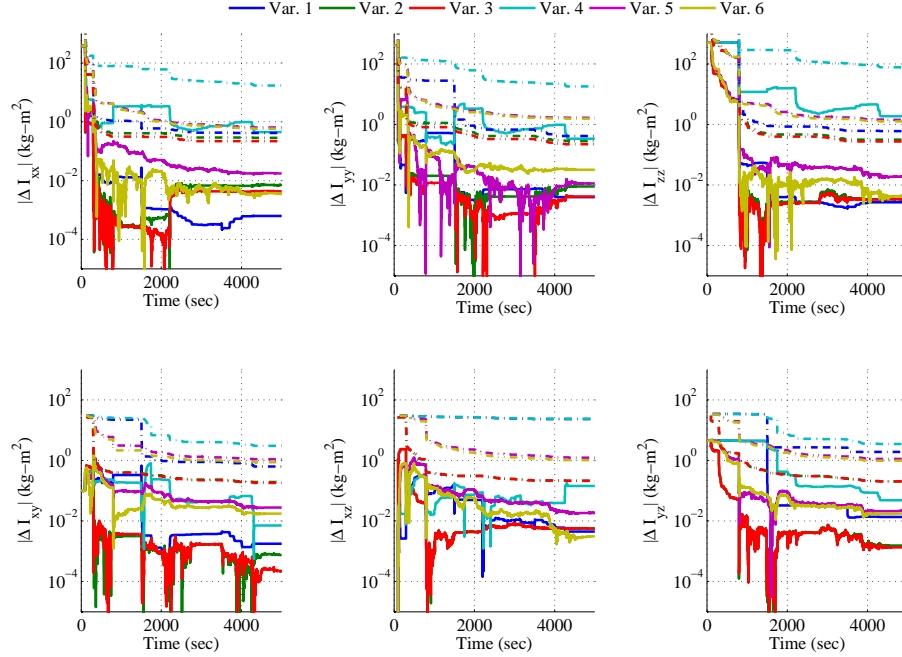 Var. 1 Var. 2 Var. 3 Var. 4 Var. 5 Var. 6
10^2
10^0
10^-2
10^-4
|Δ I_xx| (kg−m^2)
0 2000 4000
Time (sec)
10^2
10^0
10^-2
10^-4
|Δ I_yy| (kg−m^2)
0 2000 4000
Time (sec)
10^2
10^0
10^-2
10^-4
|Δ I_zz| (kg−m^2)
0 2000 4000
Time (sec)
10^2
10^0
10^-2
10^-4
|Δ I_xy| (kg−m^2)
0 2000 4000
Time (sec)
10^2
10^0
10^-2
10^-4
|Δ I_xz| (kg−m^2)
0 2000 4000
Time (sec)
10^2
10^0
10^-2
10^-4
|Δ I_yz| (kg−m^2)
0 2000 4000
Time (sec)